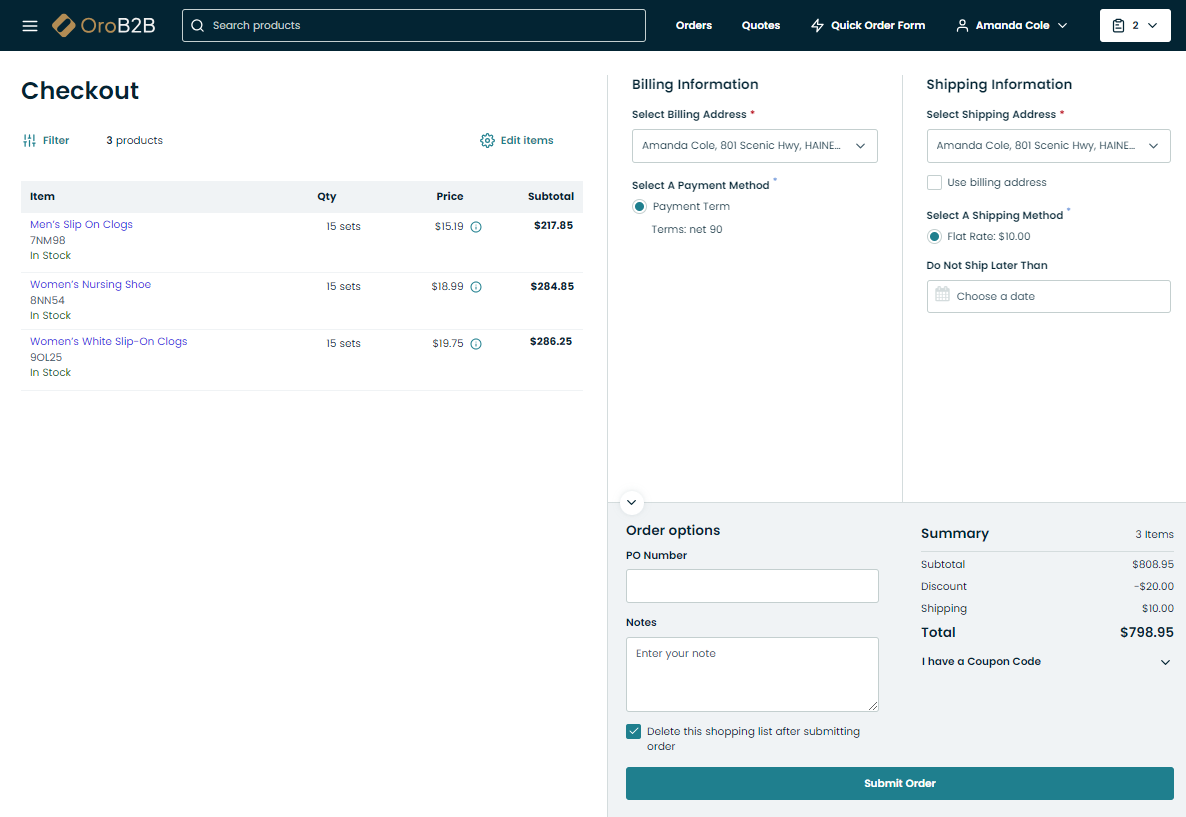 OroB2B
Search products
Orders
Quotes
Quick Order Form
Amanda Cole
2
Checkout
Filter
3 products
Edit items
Item Qty Price Subtotal
Men's Slip On Clogs 15 sets $15.19 $217.85
7NM98
In Stock
Women's Nursing Shoe 15 sets $18.99 $284.85
8NN54
In Stock
Women's White Slip-On Clogs 15 sets $19.75 $286.25
9OL25
In Stock
Billing Information
Select Billing Address *
Amanda Cole, 801 Scenic Hwy, HAINE...
Select A Payment Method *
Payment Term
Terms: net 90
Shipping Information
Select Shipping Address *
Amanda Cole, 801 Scenic Hwy, HAINE...
Use billing address
Select A Shipping Method *
Flat Rate: $10.00
Do Not Ship Later Than
Choose a date
Order options
PO Number
Notes
Enter your note
Delete this shopping list after submitting
order
Summary 3 Items
Subtotal $808.95
Discount -$20.00
Shipping $10.00
Total $798.95
I have a Coupon Code
Submit Order